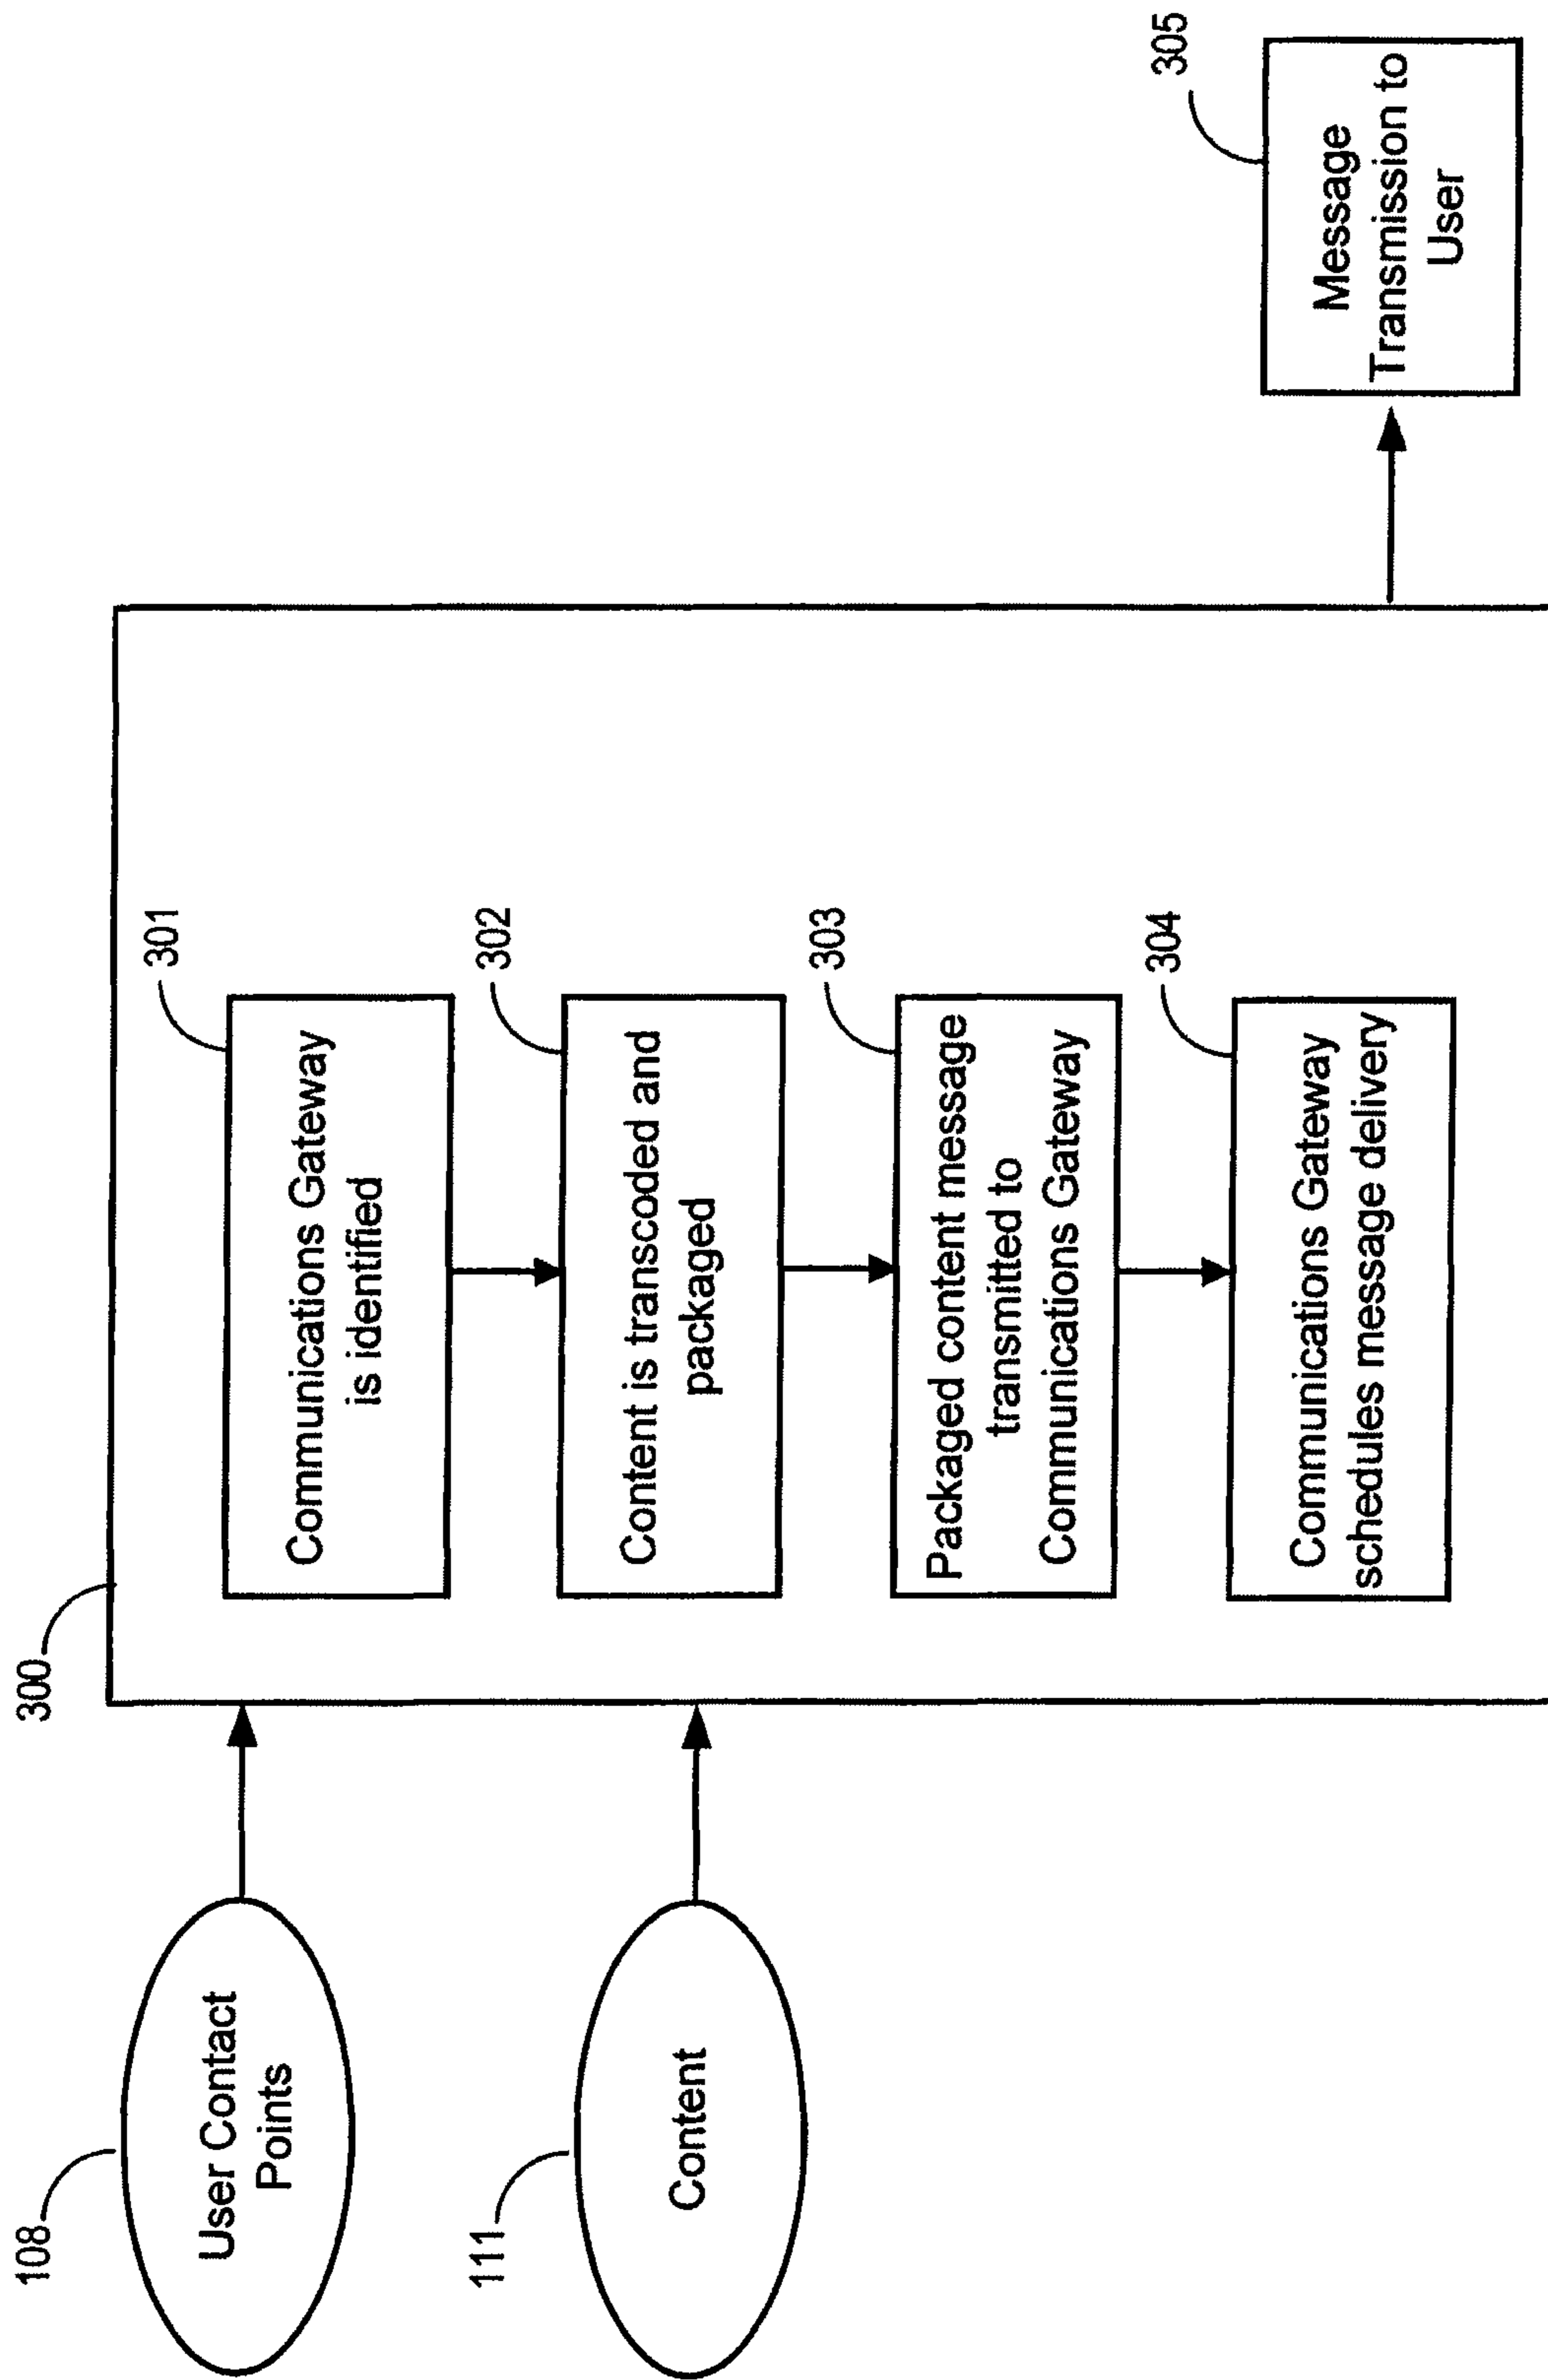 108
User Contact
Points
111
Content
300
301
Communications Gateway
is identified
302
Content is transcoded and
packaged
303
Packaged content message
transmitted to
Communications Gateway
304
Communications Gateway
schedules message delivery
305
Message
Transmission to
User